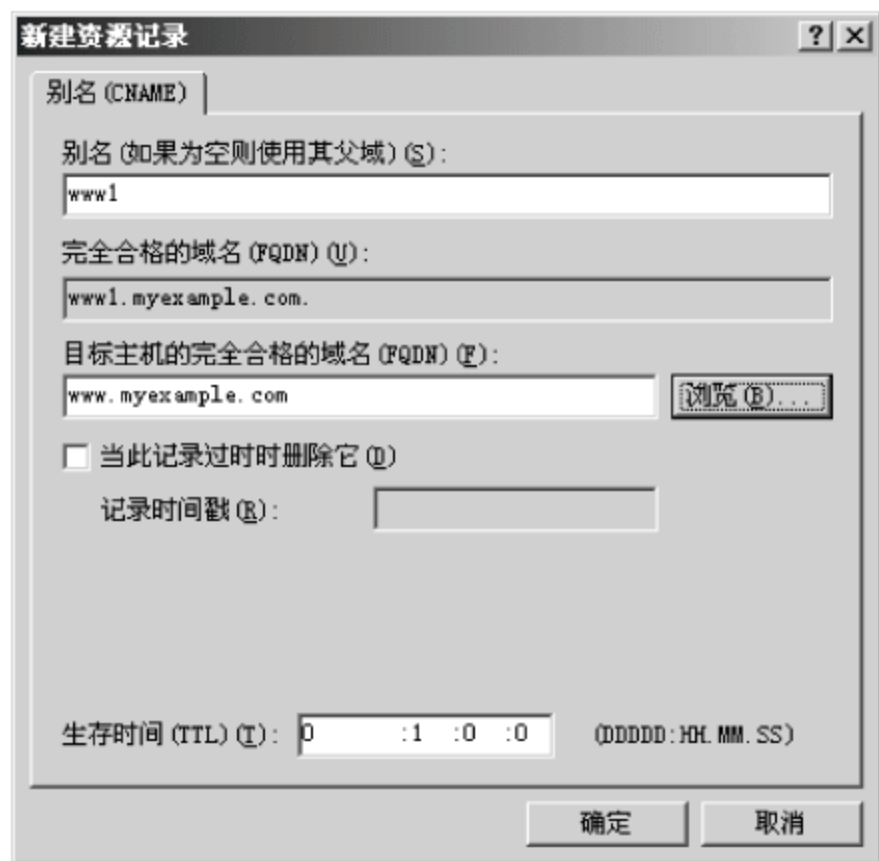 新建资源记录
别名(CNAME)
别名(如果为空则使用其父域)(S):
www1
完全合格的域名(FQDN)(U):
www1.myexample.com.
目标主机的完全合格的域名(FQDN)(F):
www.myexample.com 浏览(B)...
当此记录过时时删除它(D)
记录时间戳(R):
生存时间(TTL)(T): 0 :1 :0 :0 (DDDDD:HH.MM.SS)
确定 取消